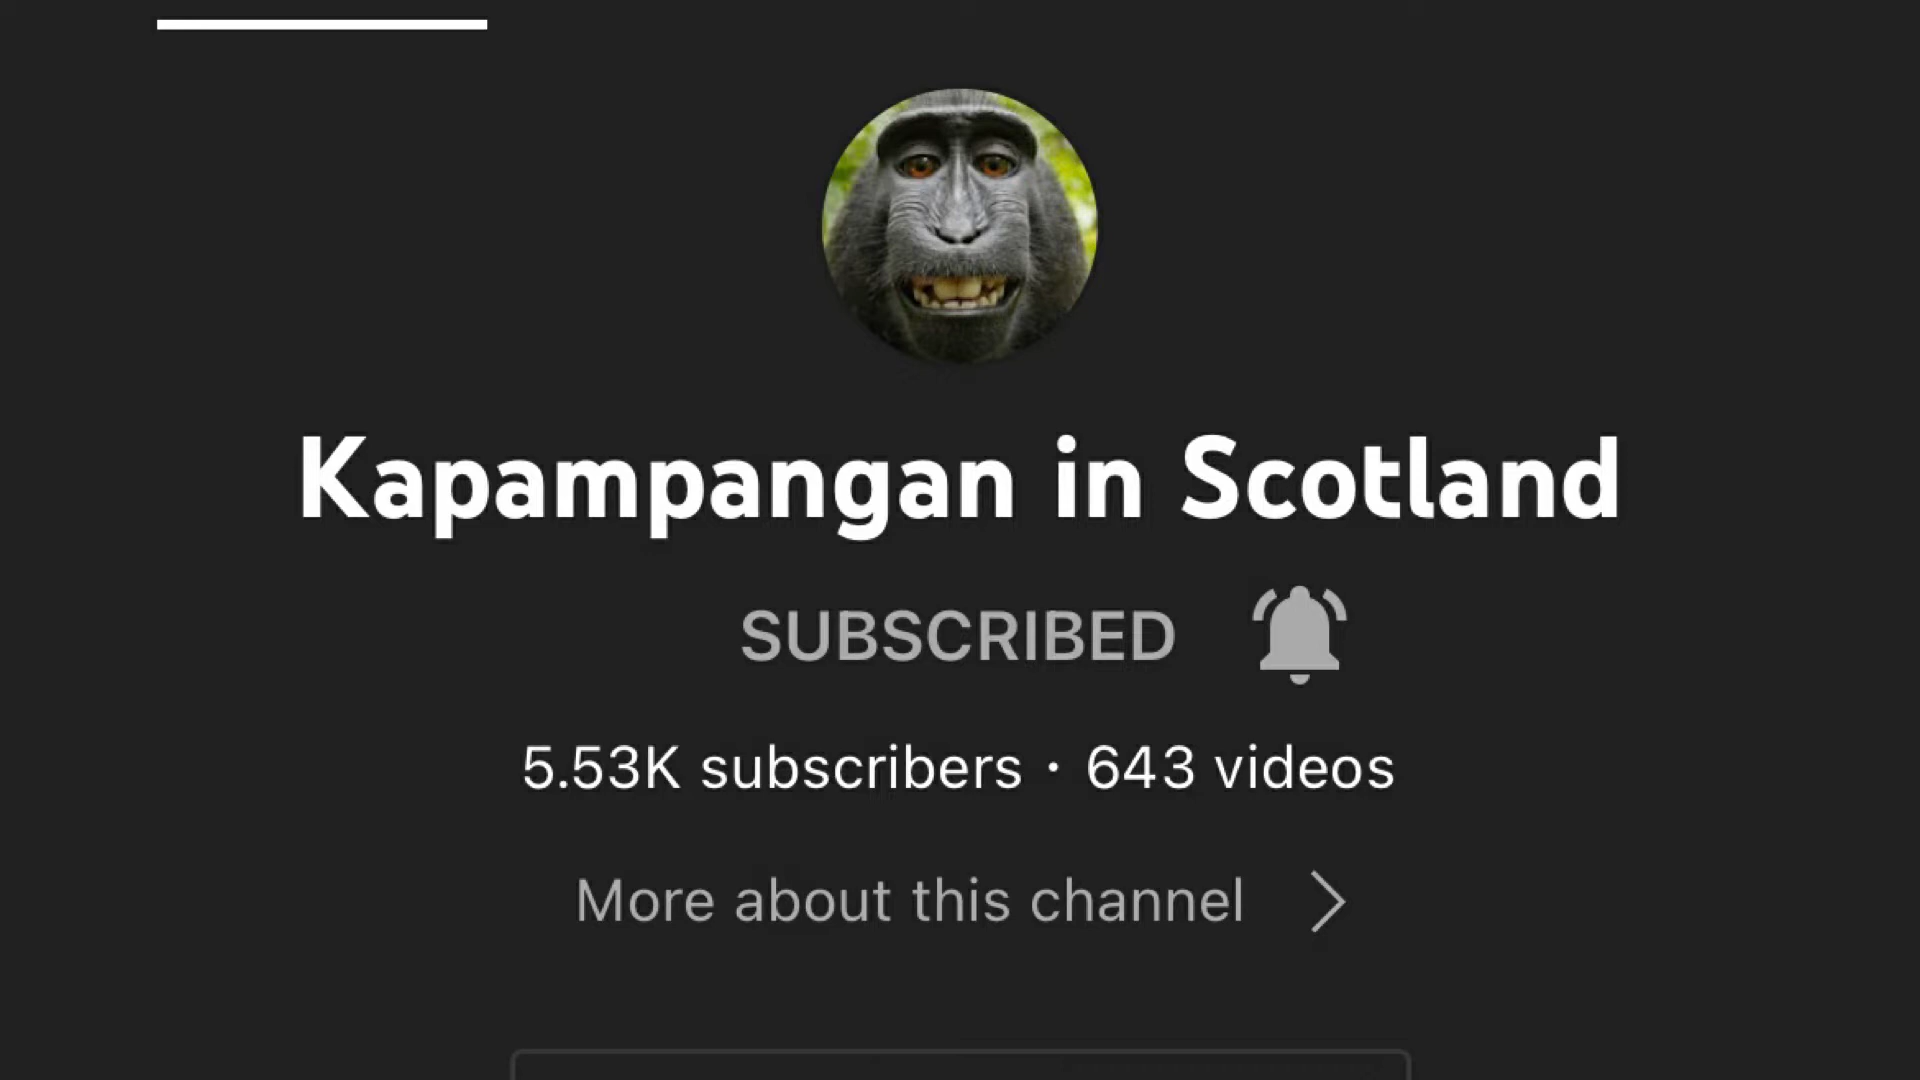 Kapampangan in Scotland
SUBSCRIBED
5.53K subscribers · 643 videos
More about this channel